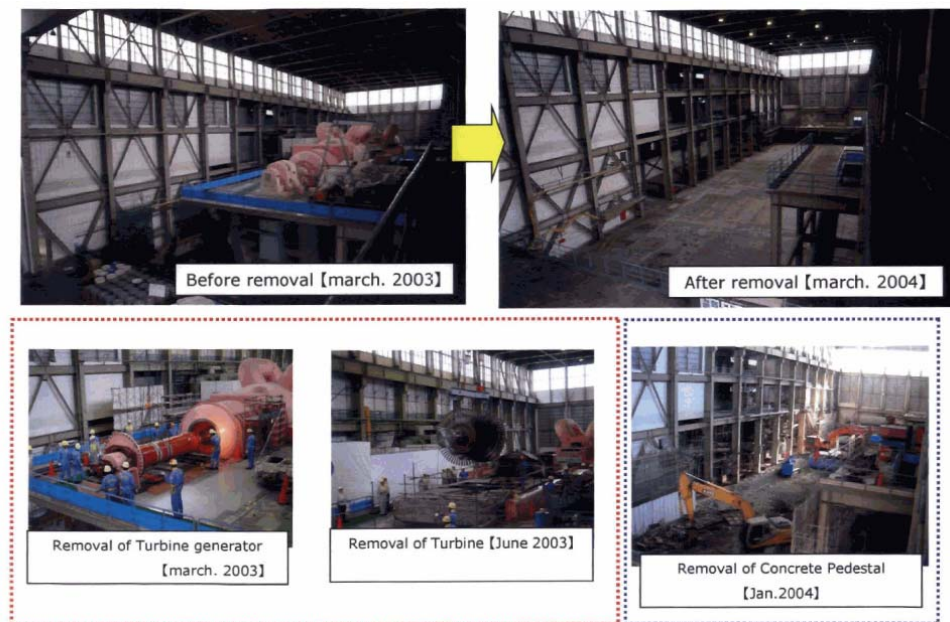 Before removal【march. 2003】
After removal【march. 2004】
Removal of Turbine generator
【march. 2003】
Removal of Turbine【June 2003】
Removal of Concrete Pedestal
【Jan.2004】